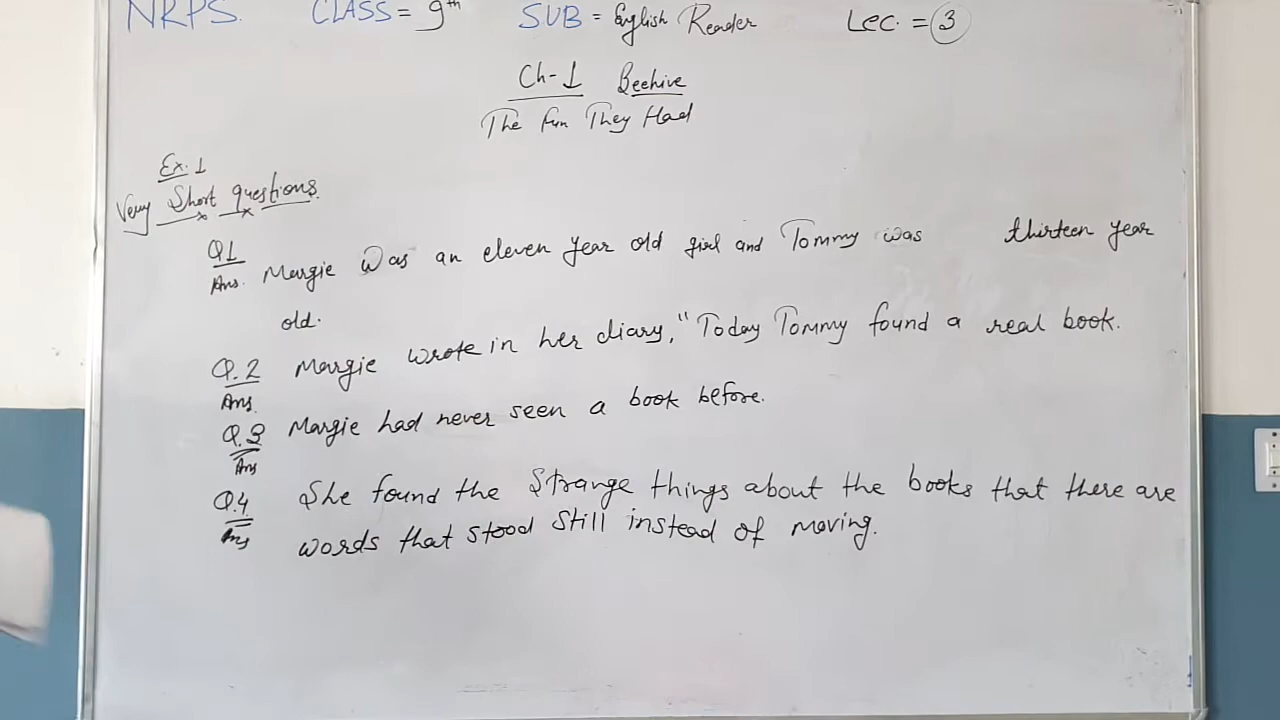 NRPS. CLASS = 9th SUB = English Reader Lec. = 3
Ch-1 Beehive
The Fun They Had
Ex. 1
Very Short questions.
Q1
Ans. Margie was an eleven year old girl and Tommy was thirteen year
old.
Q.2 Margie wrote in her diary, "Today Tommy found a real book.
Ans.
Q.3 Margie had never seen a book before.
Ans
Q.4 She found the strange things about the books that there are
Ans words that stood still instead of moving.